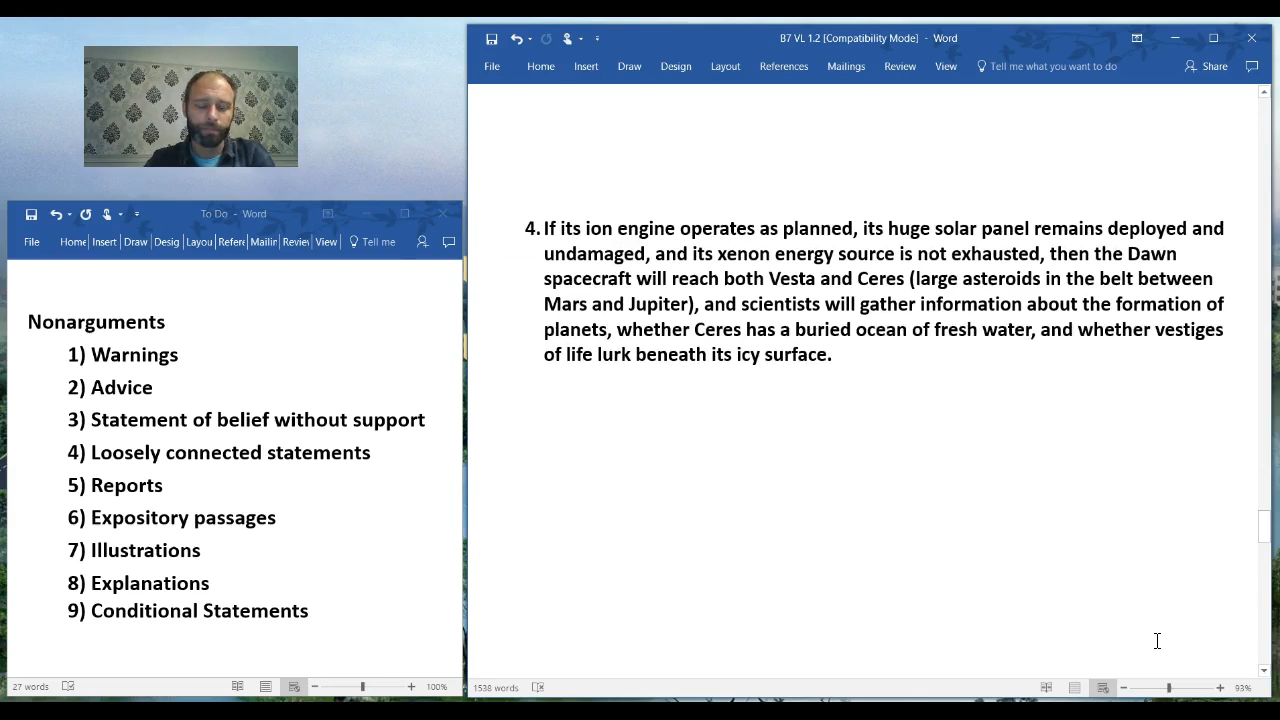 B7 VL 1.2 [Compatibility Mode] - Word
File Home Insert Draw Design Layout References Mailings Review View Tell me what you want to do Share
4. If its ion engine operates as planned, its huge solar panel remains deployed and
undamaged, and its xenon energy source is not exhausted, then the Dawn
spacecraft will reach both Vesta and Ceres (large asteroids in the belt between
Mars and Jupiter), and scientists will gather information about the formation of
planets, whether Ceres has a buried ocean of fresh water, and whether vestiges
of life lurk beneath its icy surface.
1538 words
93%
To Do - Word
File Home Insert Draw Desig Layou Refere Mailin Review View Tell me
Nonarguments
1) Warnings
2) Advice
3) Statement of belief without support
4) Loosely connected statements
5) Reports
6) Expository passages
7) Illustrations
8) Explanations
9) Conditional Statements
27 words
100%